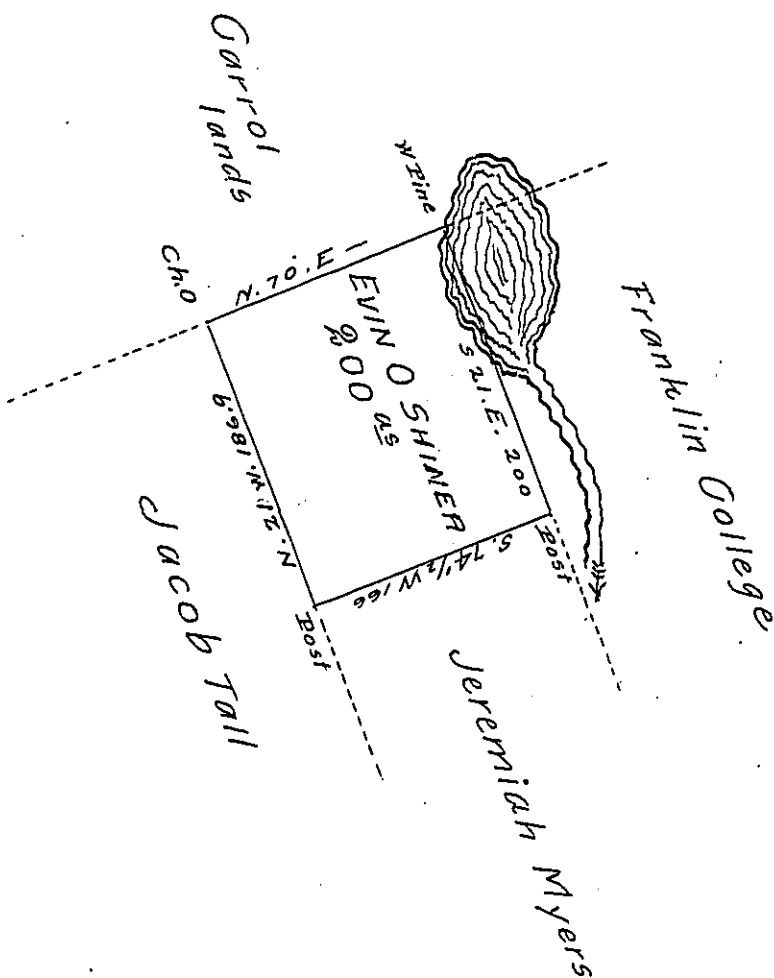 Carrol
lands
W Pine
Ch.O
N.70.E —
EVIN O SHINER
200 as
S 21.E. 200
Franklin College
Post
S.74 1/2 W 166
N. 21 W. 186.9
Post
Jacob Tall
Jeremiah Myers